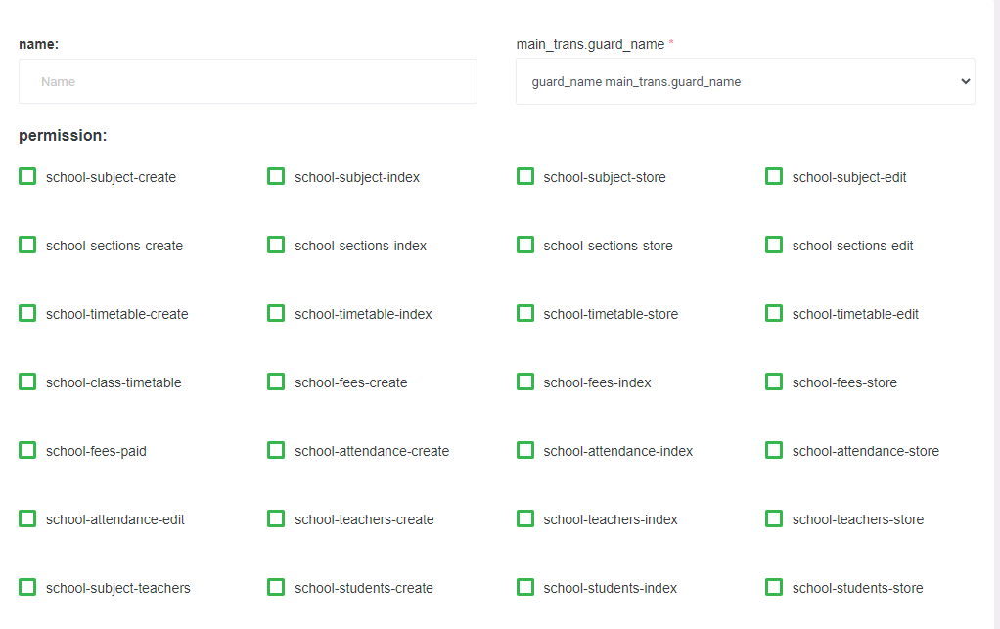 name:
main_trans.guard_name *
Name
guard_name main_trans.guard_name
permission:
school-subject-create
school-subject-index
school-subject-store
school-subject-edit
school-sections-create
school-sections-index
school-sections-store
school-sections-edit
school-timetable-create
school-timetable-index
school-timetable-store
school-timetable-edit
school-class-timetable
school-fees-create
school-fees-index
school-fees-store
school-fees-paid
school-attendance-create
school-attendance-index
school-attendance-store
school-attendance-edit
school-teachers-create
school-teachers-index
school-teachers-store
school-subject-teachers
school-students-create
school-students-index
school-students-store